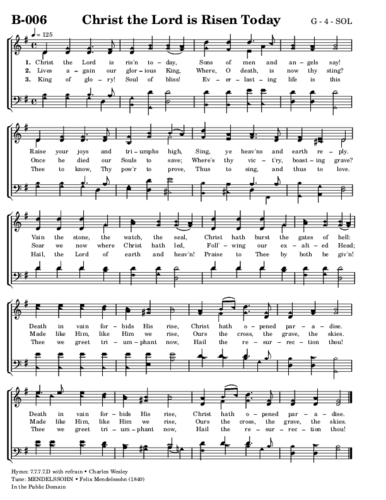 B-006 Christ the Lord is Risen Today G - 4 - SOL
= 125
1. Christ the Lord is ris'n to– day, Sons of men and an– gels say!
2. Lives a – gain our glor – ious King, Where, O death, is now thy sting?
3. King of glo – ry! Soul of bliss! Ev – er – last – ing life is this
Raise your joys and tri–umphs high, Sing, ye heav'ns and earth re – ply.
Once he died our Souls to save; Where's thy vic – t'ry, boast – ing grave?
Thee to know, Thy pow'r to prove, Thus to sing, and thus to love.
Vain the stone, the watch, the seal, Christ hath burst the gates of hell:
Soar we now where Christ hath led, Foll' – wing our ex – alt – ed Head;
Hail, the Lord of earth and heav'n! Praise to Thee by both be giv'n!
Death in vain for– bids His rise, Christ hath o – pened par – a – dise.
Made like Him, like Him we rise, Ours the cross, the grave, the skies.
Thee we greet tri – um– phant now, Hail the re – sur – rec – tion thou!
Death in vain for– bids His rise, Christ hath o – pened par – a – dise.
Made like Him, like Him we rise, Ours the cross, the grave, the skies.
Thee we greet tri – um– phant now, Hail the re – sur – rec – tion thou!
Hymn: 7.7.7.7.D with refrain • Charles Wesley
Tune: MENDELSSOHN • Felix Mendelssohn (1840)
In the Public Domain